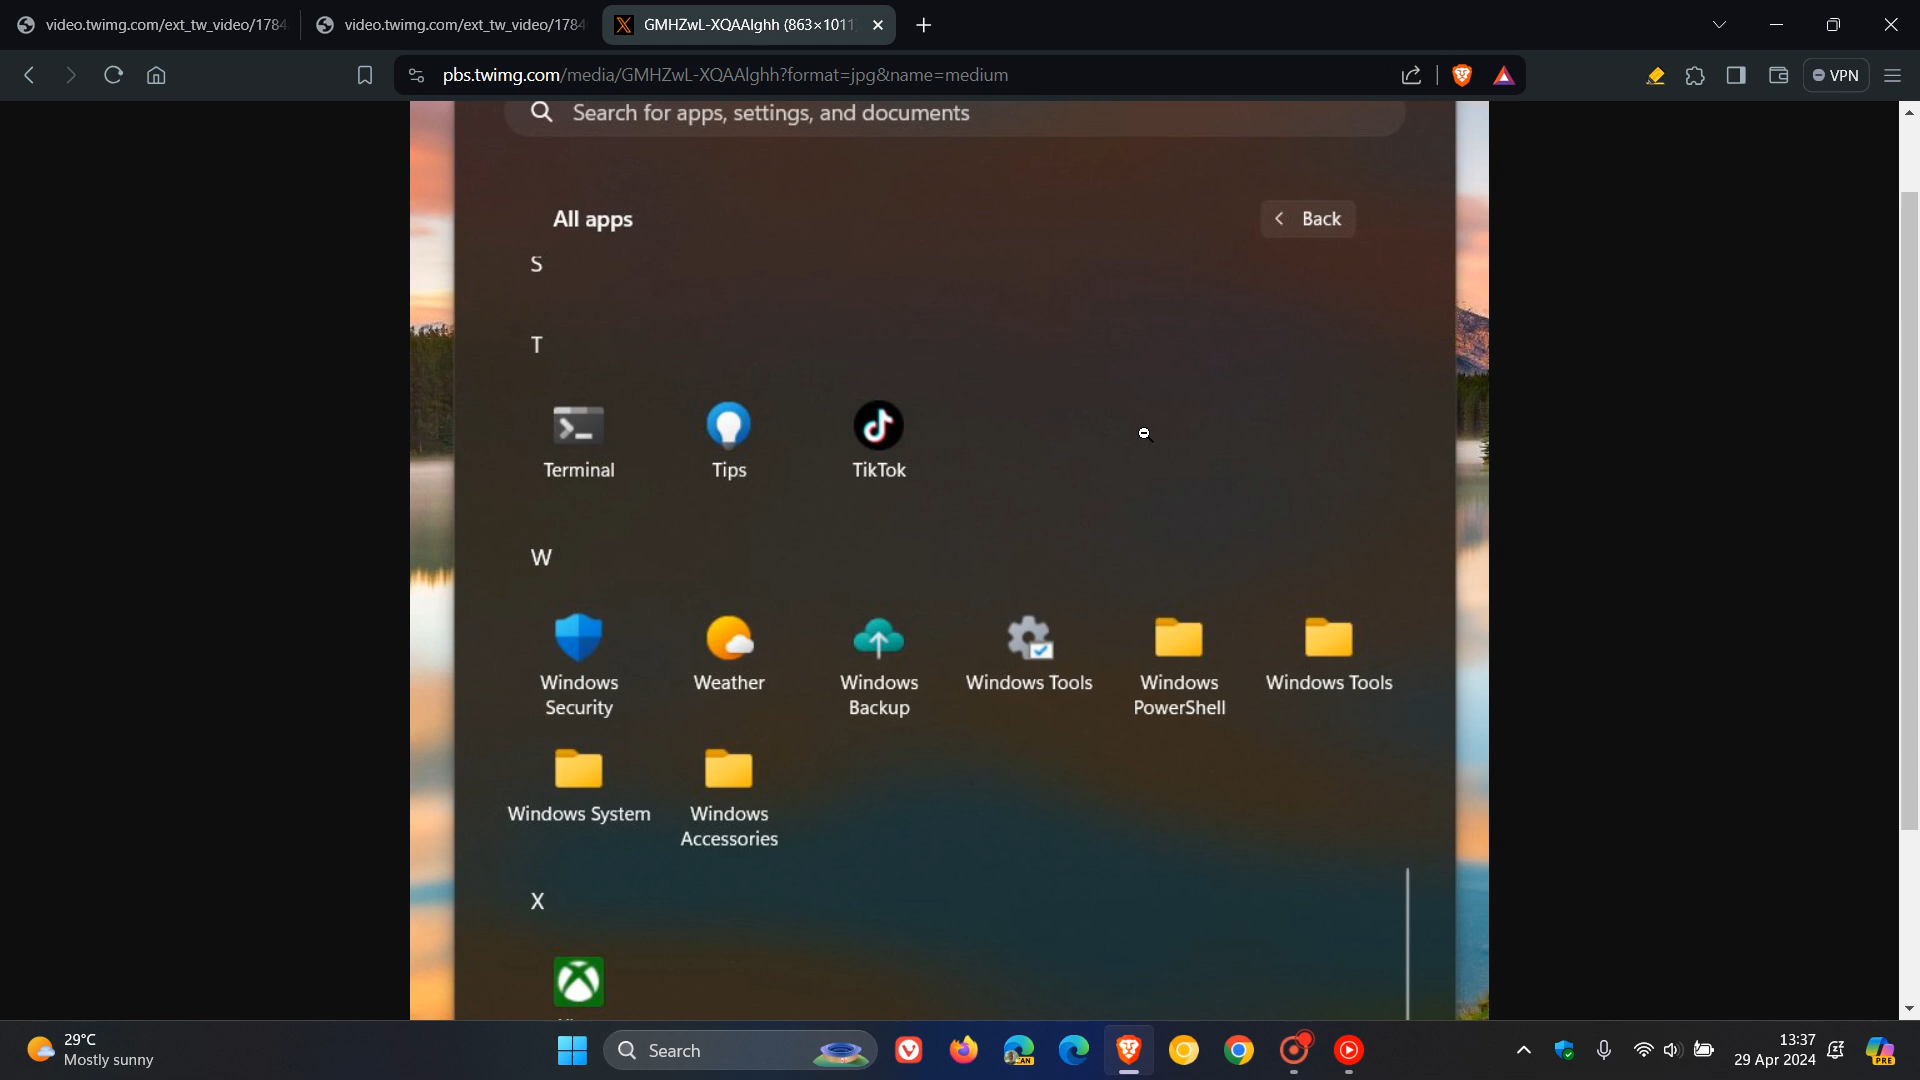 video.twimg.com/ext_tw_video/1784
video.twimg.com/ext_tw_video/1784
GMHZwL-XQAAlghh (863×1011
pbs.twimg.com/media/GMHZwL-XQAAlghh?format=jpg&name=medium
VPN
Search for apps, settings, and documents
All apps
Back
S
T
Terminal
Tips
TikTok
W
Windows Security
Weather
Windows Backup
Windows Tools
Windows PowerShell
Windows Tools
Windows System
Windows Accessories
X
29°C
Mostly sunny
Search
CAN
13:37
29 Apr 2024
PRE